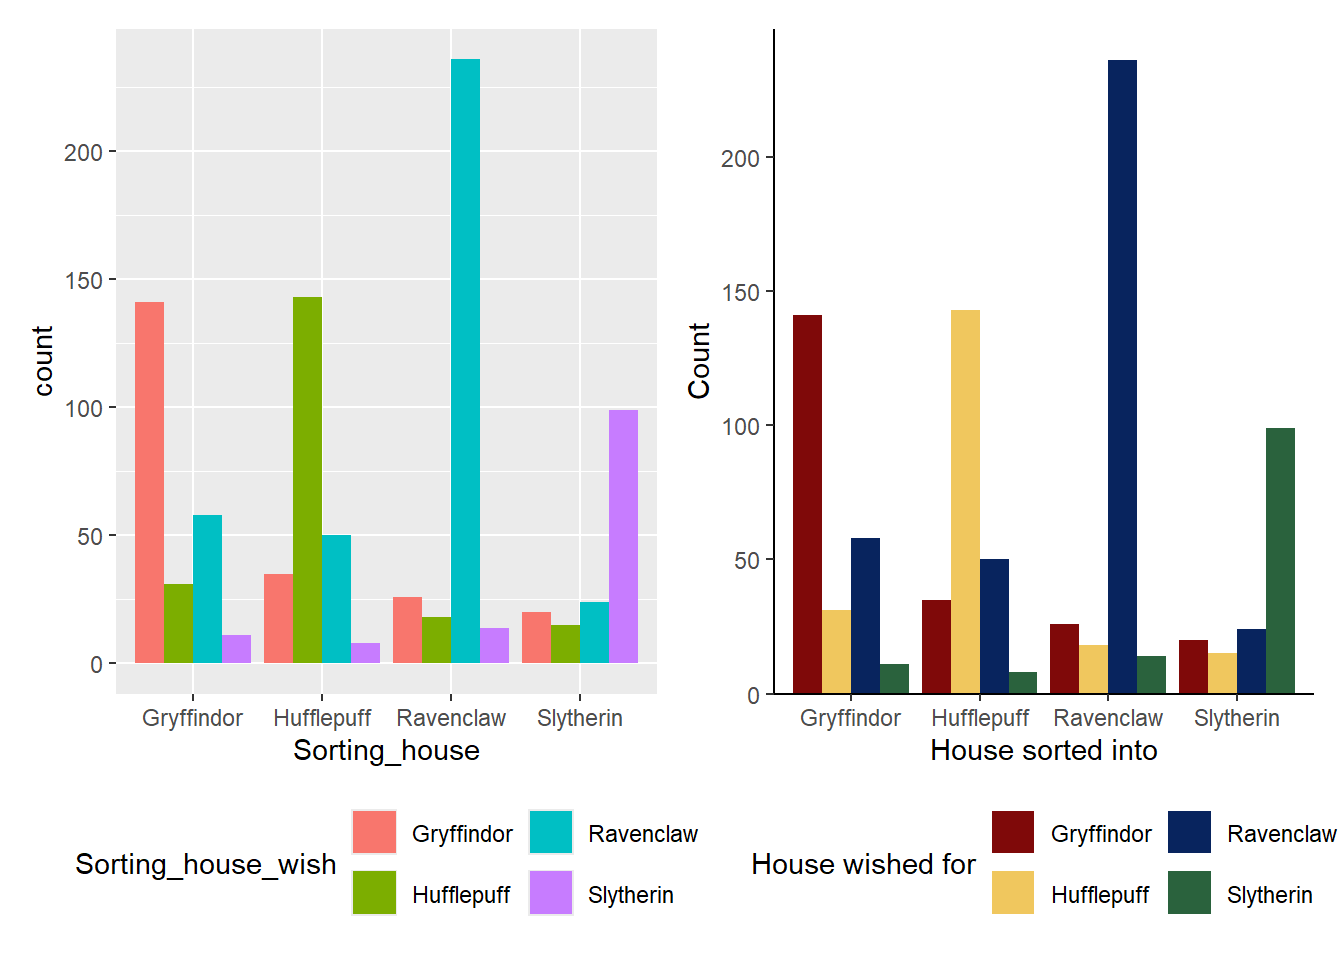 count
200
150
100
50
0
Gryffindor Hufflepuff Ravenclaw Slytherin
Sorting_house
Sorting_house_wish
Gryffindor Ravenclaw
Hufflepuff Slytherin
Count
200
150
100
50
0
Gryffindor Hufflepuff Ravenclaw Slytherin
House sorted into
House wished for
Gryffindor Ravenclaw
Hufflepuff Slytherin